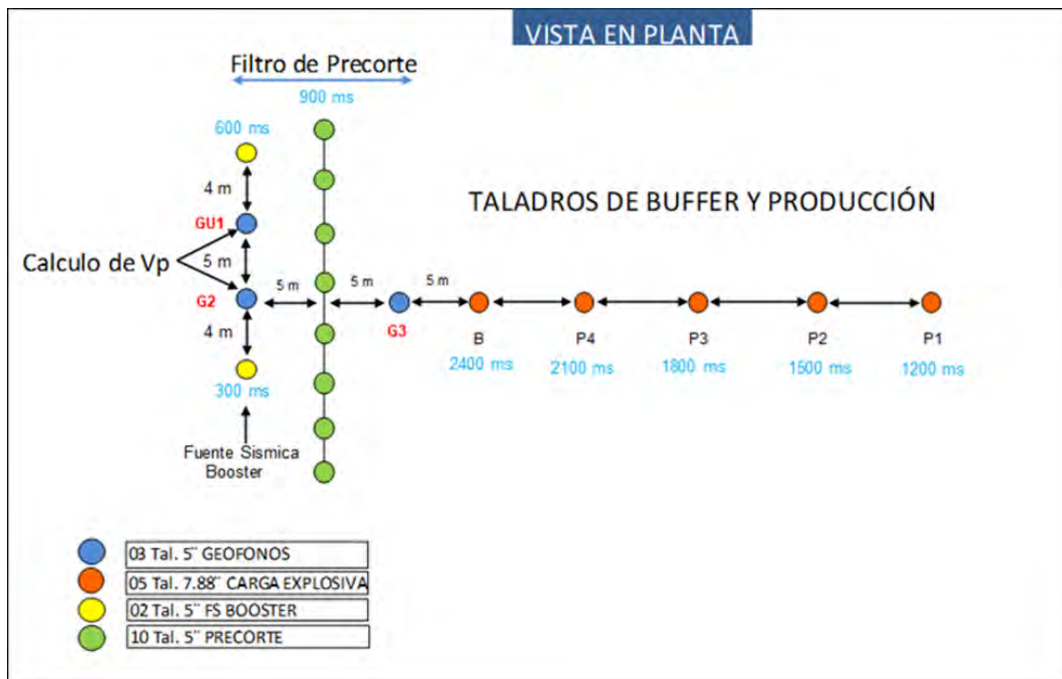 VISTA EN PLANTA
Filtro de Precorte
900 ms
600 ms
4 m
TALADROS DE BUFFER Y PRODUCCIÓN
GU1
Calculo de Vp
5 m
5 m
5 m
5 m
G2
G3
4 m
B
P4
P3
P2
P1
2400 ms
2100 ms
1800 ms
1500 ms
1200 ms
300 ms
Fuente Sismica
Booster
03 Tal. 5¨ GEOFONOS
05 Tal. 7.88¨ CARGA EXPLOSIVA
02 Tal. 5¨ FS BOOSTER
10 Tal. 5¨ PRECORTE